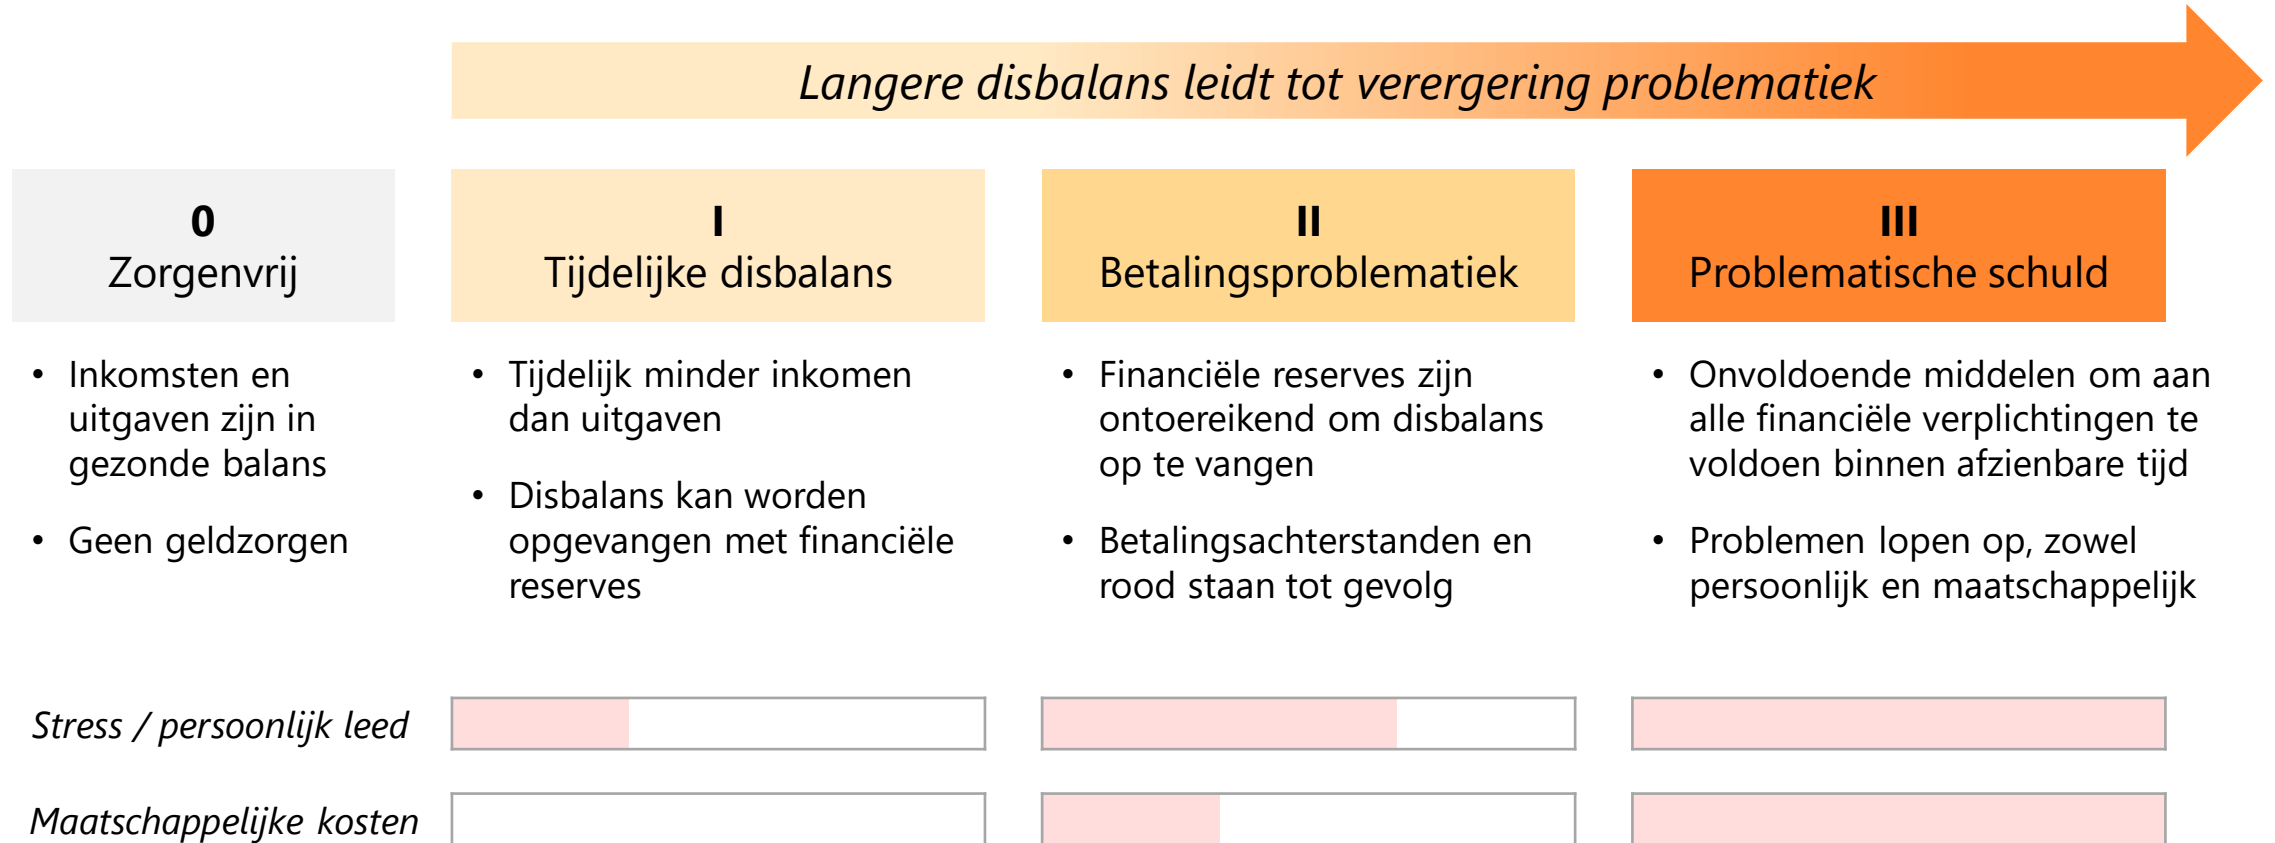 Langere disbalans leidt tot verergering problematiek
0
Zorgenvrij
I
Tijdelijke disbalans
II
Betalingsproblematiek
III
Problematische schuld
• Inkomsten en
uitgaven zijn in
gezonde balans
• Geen geldzorgen
• Tijdelijk minder inkomen
dan uitgaven
• Disbalans kan worden
opgevangen met financiële
reserves
• Financiële reserves zijn
ontoereikend om disbalans
op te vangen
• Betalingsachterstanden en
rood staan tot gevolg
• Onvoldoende middelen om aan
alle financiële verplichtingen te
voldoen binnen afzienbare tijd
• Problemen lopen op, zowel
persoonlijk en maatschappelijk
Stress / persoonlijk leed
Maatschappelijke kosten